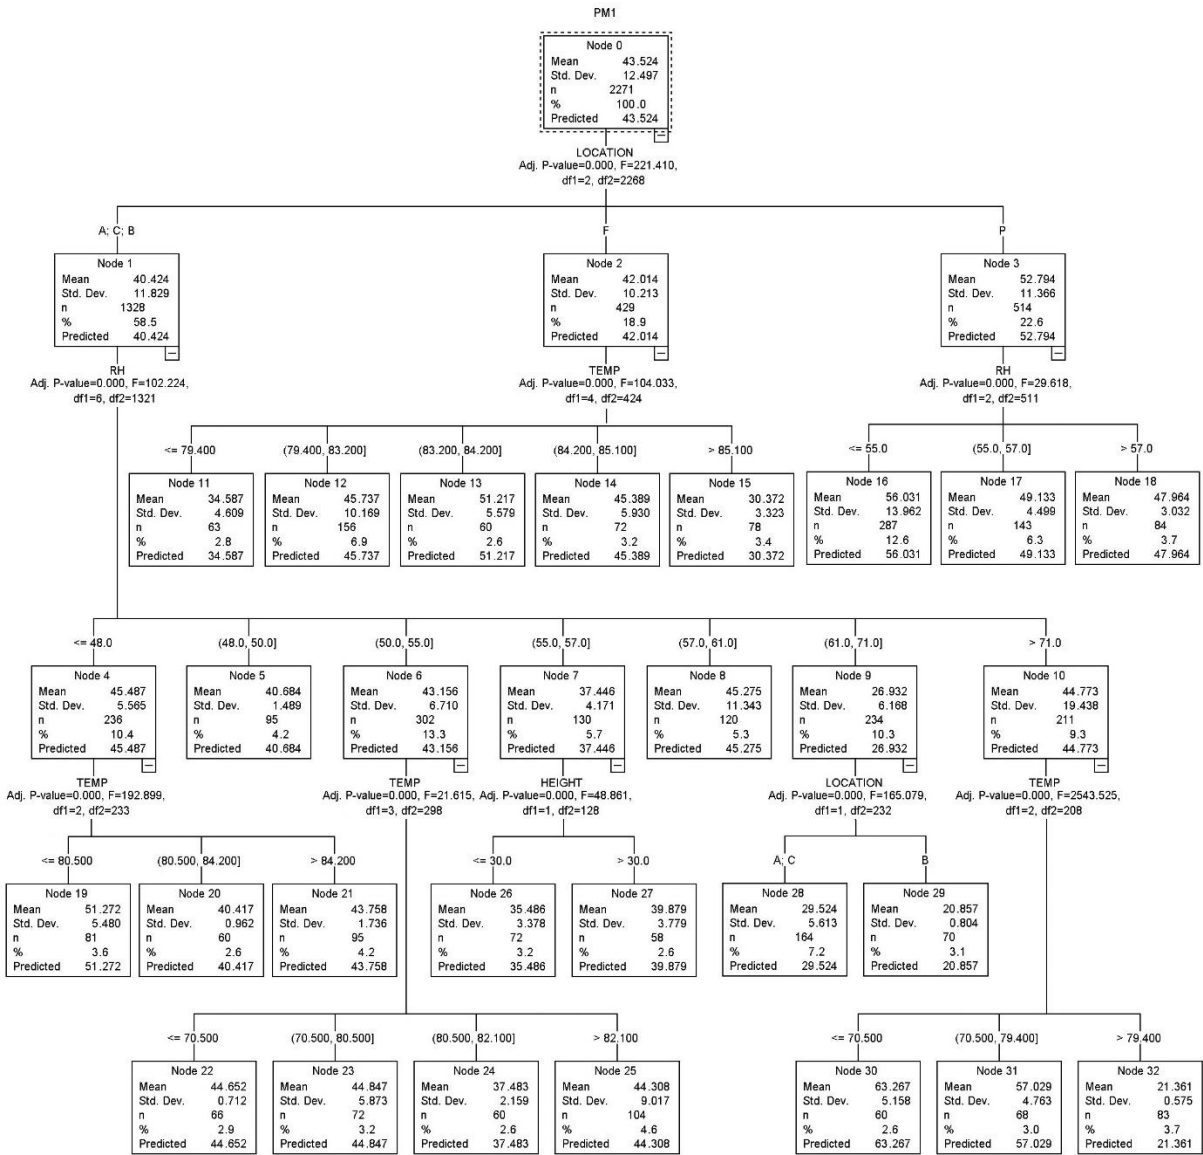 PM1
Node 0
Mean 43.524
Std. Dev. 12.497
n 2271
% 100.0
Predicted 43.524
LOCATION
Adj. P-value=0.000, F=221.410,
df1=2, df2=2268
A; C; B
F
P
Node 1
Mean 40.424
Std. Dev. 11.829
n 1328
% 58.5
Predicted 40.424
Node 2
Mean 42.014
Std. Dev. 10.213
n 429
% 18.9
Predicted 42.014
Node 3
Mean 52.794
Std. Dev. 11.366
n 514
% 22.6
Predicted 52.794
RH
Adj. P-value=0.000, F=102.224,
df1=6, df2=1321
TEMP
Adj. P-value=0.000, F=104.033,
df1=4, df2=424
RH
Adj. P-value=0.000, F=29.618,
df1=2, df2=511
<= 79.400
(79.400, 83.200]
(83.200, 84.200]
(84.200, 85.100]
> 85.100
<= 55.0
(55.0, 57.0]
> 57.0
Node 11
Mean 34.587
Std. Dev. 4.609
n 63
% 2.8
Predicted 34.587
Node 12
Mean 45.737
Std. Dev. 10.169
n 156
% 6.9
Predicted 45.737
Node 13
Mean 51.217
Std. Dev. 5.579
n 60
% 2.6
Predicted 51.217
Node 14
Mean 45.389
Std. Dev. 5.930
n 72
% 3.2
Predicted 45.389
Node 15
Mean 30.372
Std. Dev. 3.323
n 78
% 3.4
Predicted 30.372
Node 16
Mean 56.031
Std. Dev. 13.962
n 287
% 12.6
Predicted 56.031
Node 17
Mean 49.133
Std. Dev. 4.499
n 143
% 6.3
Predicted 49.133
Node 18
Mean 47.964
Std. Dev. 3.032
n 84
% 3.7
Predicted 47.964
<= 48.0
(48.0, 50.0]
(50.0, 55.0]
(55.0, 57.0]
(57.0, 61.0]
(61.0, 71.0]
> 71.0
Node 4
Mean 45.487
Std. Dev. 5.565
n 236
% 10.4
Predicted 45.487
Node 5
Mean 40.684
Std. Dev. 1.489
n 95
% 4.2
Predicted 40.684
Node 6
Mean 43.156
Std. Dev. 6.710
n 302
% 13.3
Predicted 43.156
Node 7
Mean 37.446
Std. Dev. 4.171
n 130
% 5.7
Predicted 37.446
Node 8
Mean 45.275
Std. Dev. 11.343
n 120
% 5.3
Predicted 45.275
Node 9
Mean 26.932
Std. Dev. 6.168
n 234
% 10.3
Predicted 26.932
Node 10
Mean 44.773
Std. Dev. 19.438
n 211
% 9.3
Predicted 44.773
TEMP
Adj. P-value=0.000, F=192.899,
df1=2, df2=233
TEMP
Adj. P-value=0.000, F=21.615,
df1=3, df2=298
HEIGHT
Adj. P-value=0.000, F=48.861,
df1=1, df2=128
LOCATION
Adj. P-value=0.000, F=165.079,
df1=1, df2=232
TEMP
Adj. P-value=0.000, F=2543.525,
df1=2, df2=208
<= 80.500
(80.500, 84.200]
> 84.200
<= 30.0
> 30.0
A; C
B
Node 19
Mean 51.272
Std. Dev. 5.480
n 81
% 3.6
Predicted 51.272
Node 20
Mean 40.417
Std. Dev. 0.962
n 60
% 2.6
Predicted 40.417
Node 21
Mean 43.758
Std. Dev. 1.736
n 95
% 4.2
Predicted 43.758
Node 26
Mean 35.486
Std. Dev. 3.378
n 72
% 3.2
Predicted 35.486
Node 27
Mean 39.879
Std. Dev. 3.779
n 58
% 2.6
Predicted 39.879
Node 28
Mean 29.524
Std. Dev. 5.613
n 164
% 7.2
Predicted 29.524
Node 29
Mean 20.857
Std. Dev. 0.804
n 70
% 3.1
Predicted 20.857
<= 70.500
(70.500, 80.500]
(80.500, 82.100]
> 82.100
<= 70.500
(70.500, 79.400]
> 79.400
Node 22
Mean 44.652
Std. Dev. 0.712
n 66
% 2.9
Predicted 44.652
Node 23
Mean 44.847
Std. Dev. 5.873
n 72
% 3.2
Predicted 44.847
Node 24
Mean 37.483
Std. Dev. 2.159
n 60
% 2.6
Predicted 37.483
Node 25
Mean 44.308
Std. Dev. 9.017
n 104
% 4.6
Predicted 44.308
Node 30
Mean 63.267
Std. Dev. 5.158
n 60
% 2.6
Predicted 63.267
Node 31
Mean 57.029
Std. Dev. 4.763
n 68
% 3.0
Predicted 57.029
Node 32
Mean 21.361
Std. Dev. 0.575
n 83
% 3.7
Predicted 21.361